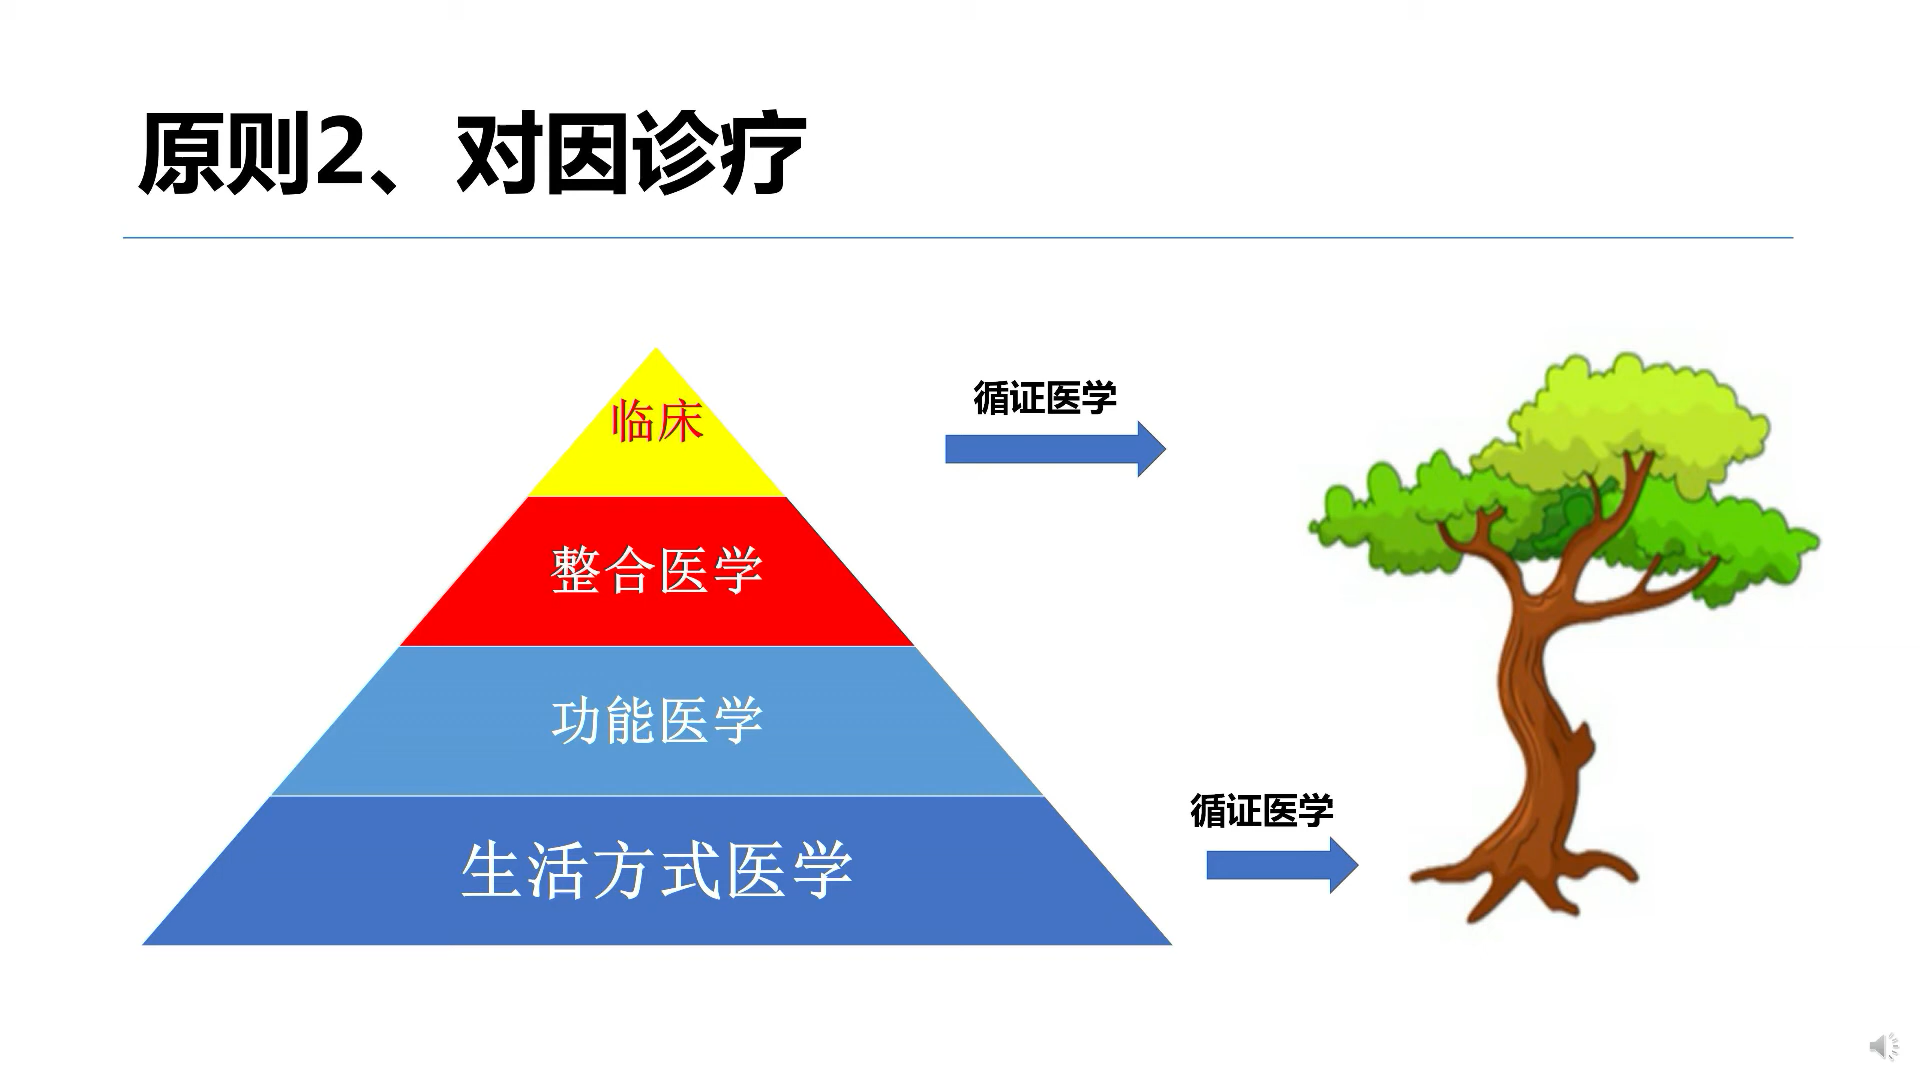 原则2、对因诊疗
循证医学
临床
整合医学
功能医学
循证医学
生活方式医学